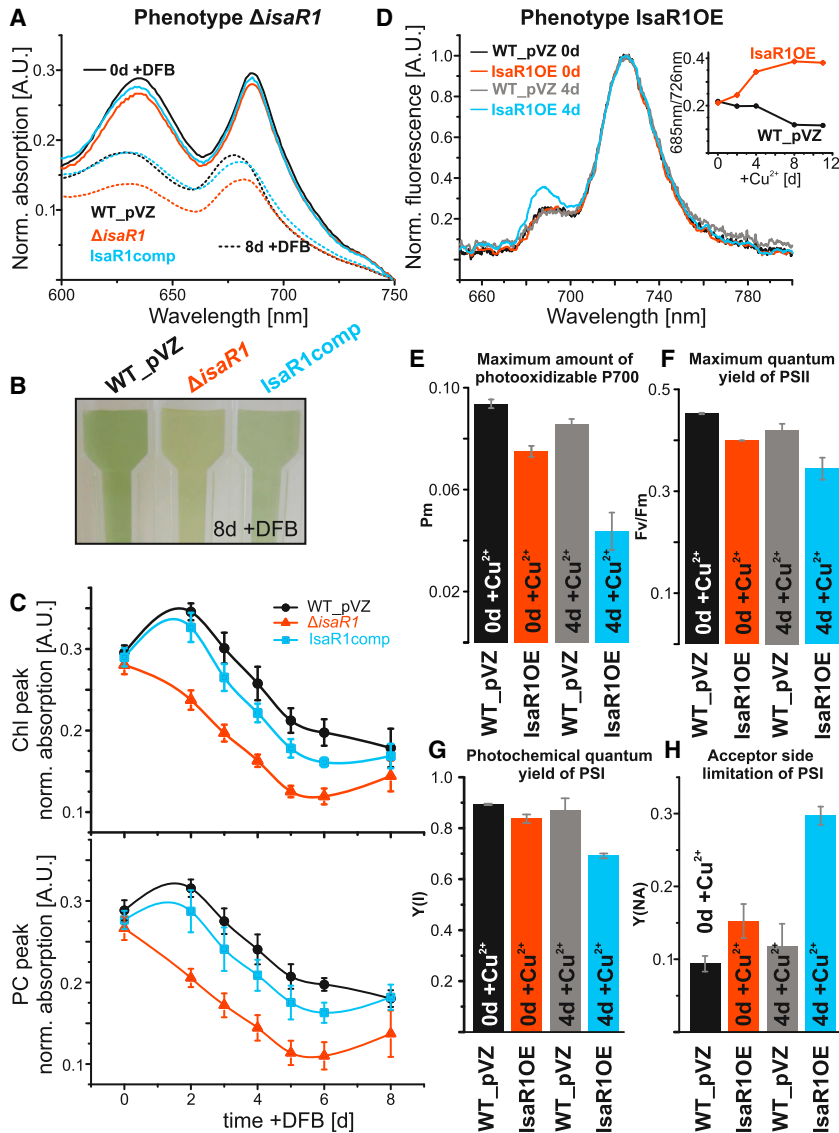 A
Phenotype ΔisaR1
Norm. absorption [A.U.]
0.3
0.2
0.1
0d +DFB
WT_pVZ
ΔisaR1
IsaR1comp
8d +DFB
600
650
700
750
Wavelength [nm]
D
Phenotype IsaR1OE
Norm. fluorescence [A.U.]
1.0
0.8
0.6
0.4
0.2
0.0
WT_pVZ 0d
IsaR1OE 0d
WT_pVZ 4d
IsaR1OE 4d
685nm/726nm
0.4
0.2
0.0
IsaR1OE
WT_pVZ
0
4
8
12
+Cu²⁺ [d]
660
700
740
780
Wavelength [nm]
B
WT_pVZ
ΔisaR1
IsaR1comp
8d +DFB
C
Chl peak
norm. absorption [A.U.]
0.3
0.2
0.1
WT_pVZ
ΔisaR1
IsaR1comp
PC peak
norm. absorption [A.U.]
0.3
0.2
0.1
0
2
4
6
8
time +DFB [d]
E
Maximum amount of
photooxidizable P700
Pm
0.10
0.06
0.02
0d +Cu²⁺
0d +Cu²⁺
4d +Cu²⁺
4d +Cu²⁺
WT_pVZ
IsaR1OE
WT_pVZ
IsaR1OE
F
Maximum quantum
yield of PSII
Fv/Fm
0.5
0.3
0.1
0d +Cu²⁺
0d +Cu²⁺
4d +Cu²⁺
4d +Cu²⁺
WT_pVZ
IsaR1OE
WT_pVZ
IsaR1OE
G
Photochemical quantum
yield of PSI
Y(I)
1.0
0.8
0.6
0.4
0.2
0d +Cu²⁺
0d +Cu²⁺
4d +Cu²⁺
4d +Cu²⁺
WT_pVZ
IsaR1OE
WT_pVZ
IsaR1OE
H
Acceptor side
limitation of PSI
Y(NA)
0.3
0.2
0.1
0d +Cu²⁺
0d +Cu²⁺
4d +Cu²⁺
4d +Cu²⁺
WT_pVZ
IsaR1OE
WT_pVZ
IsaR1OE